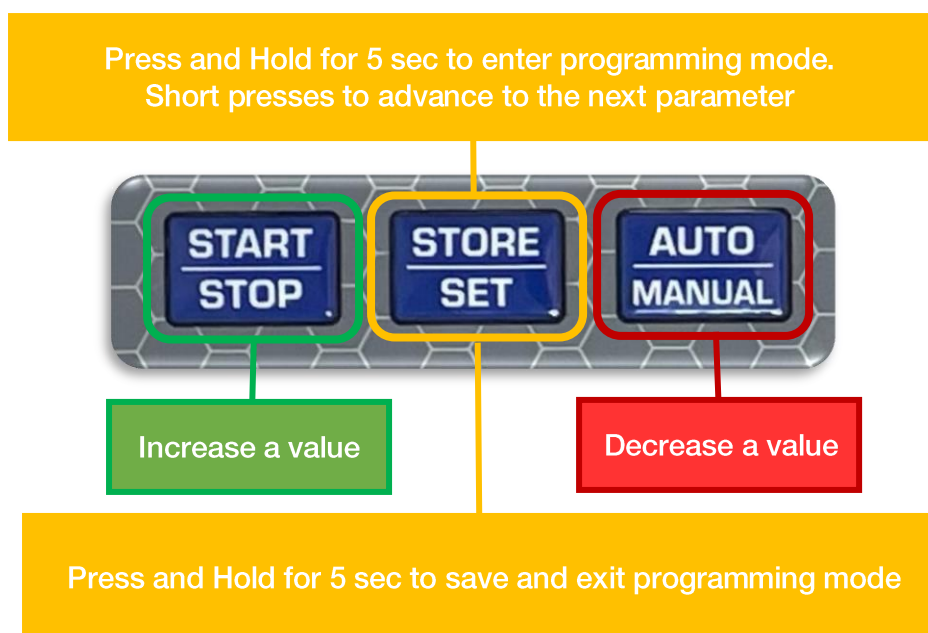 Press and Hold for 5 sec to enter programming mode.
Short presses to advance to the next parameter
START
STOP
STORE
SET
AUTO
MANUAL
Increase a value
Decrease a value
Press and Hold for 5 sec to save and exit programming mode